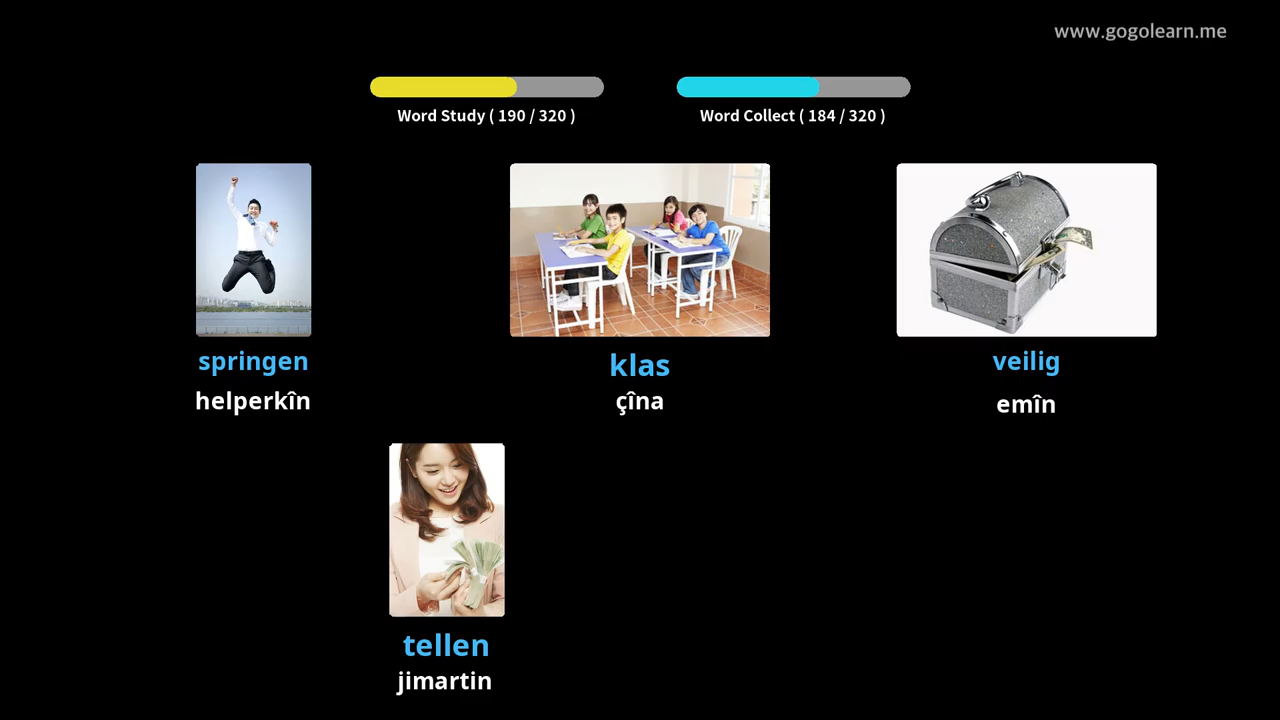 www.gogolearn.me
Word Study ( 190 / 320 )
Word Collect ( 184 / 320 )
springen
helperkîn
klas
çîna
veilig
emîn
tellen
jimartin